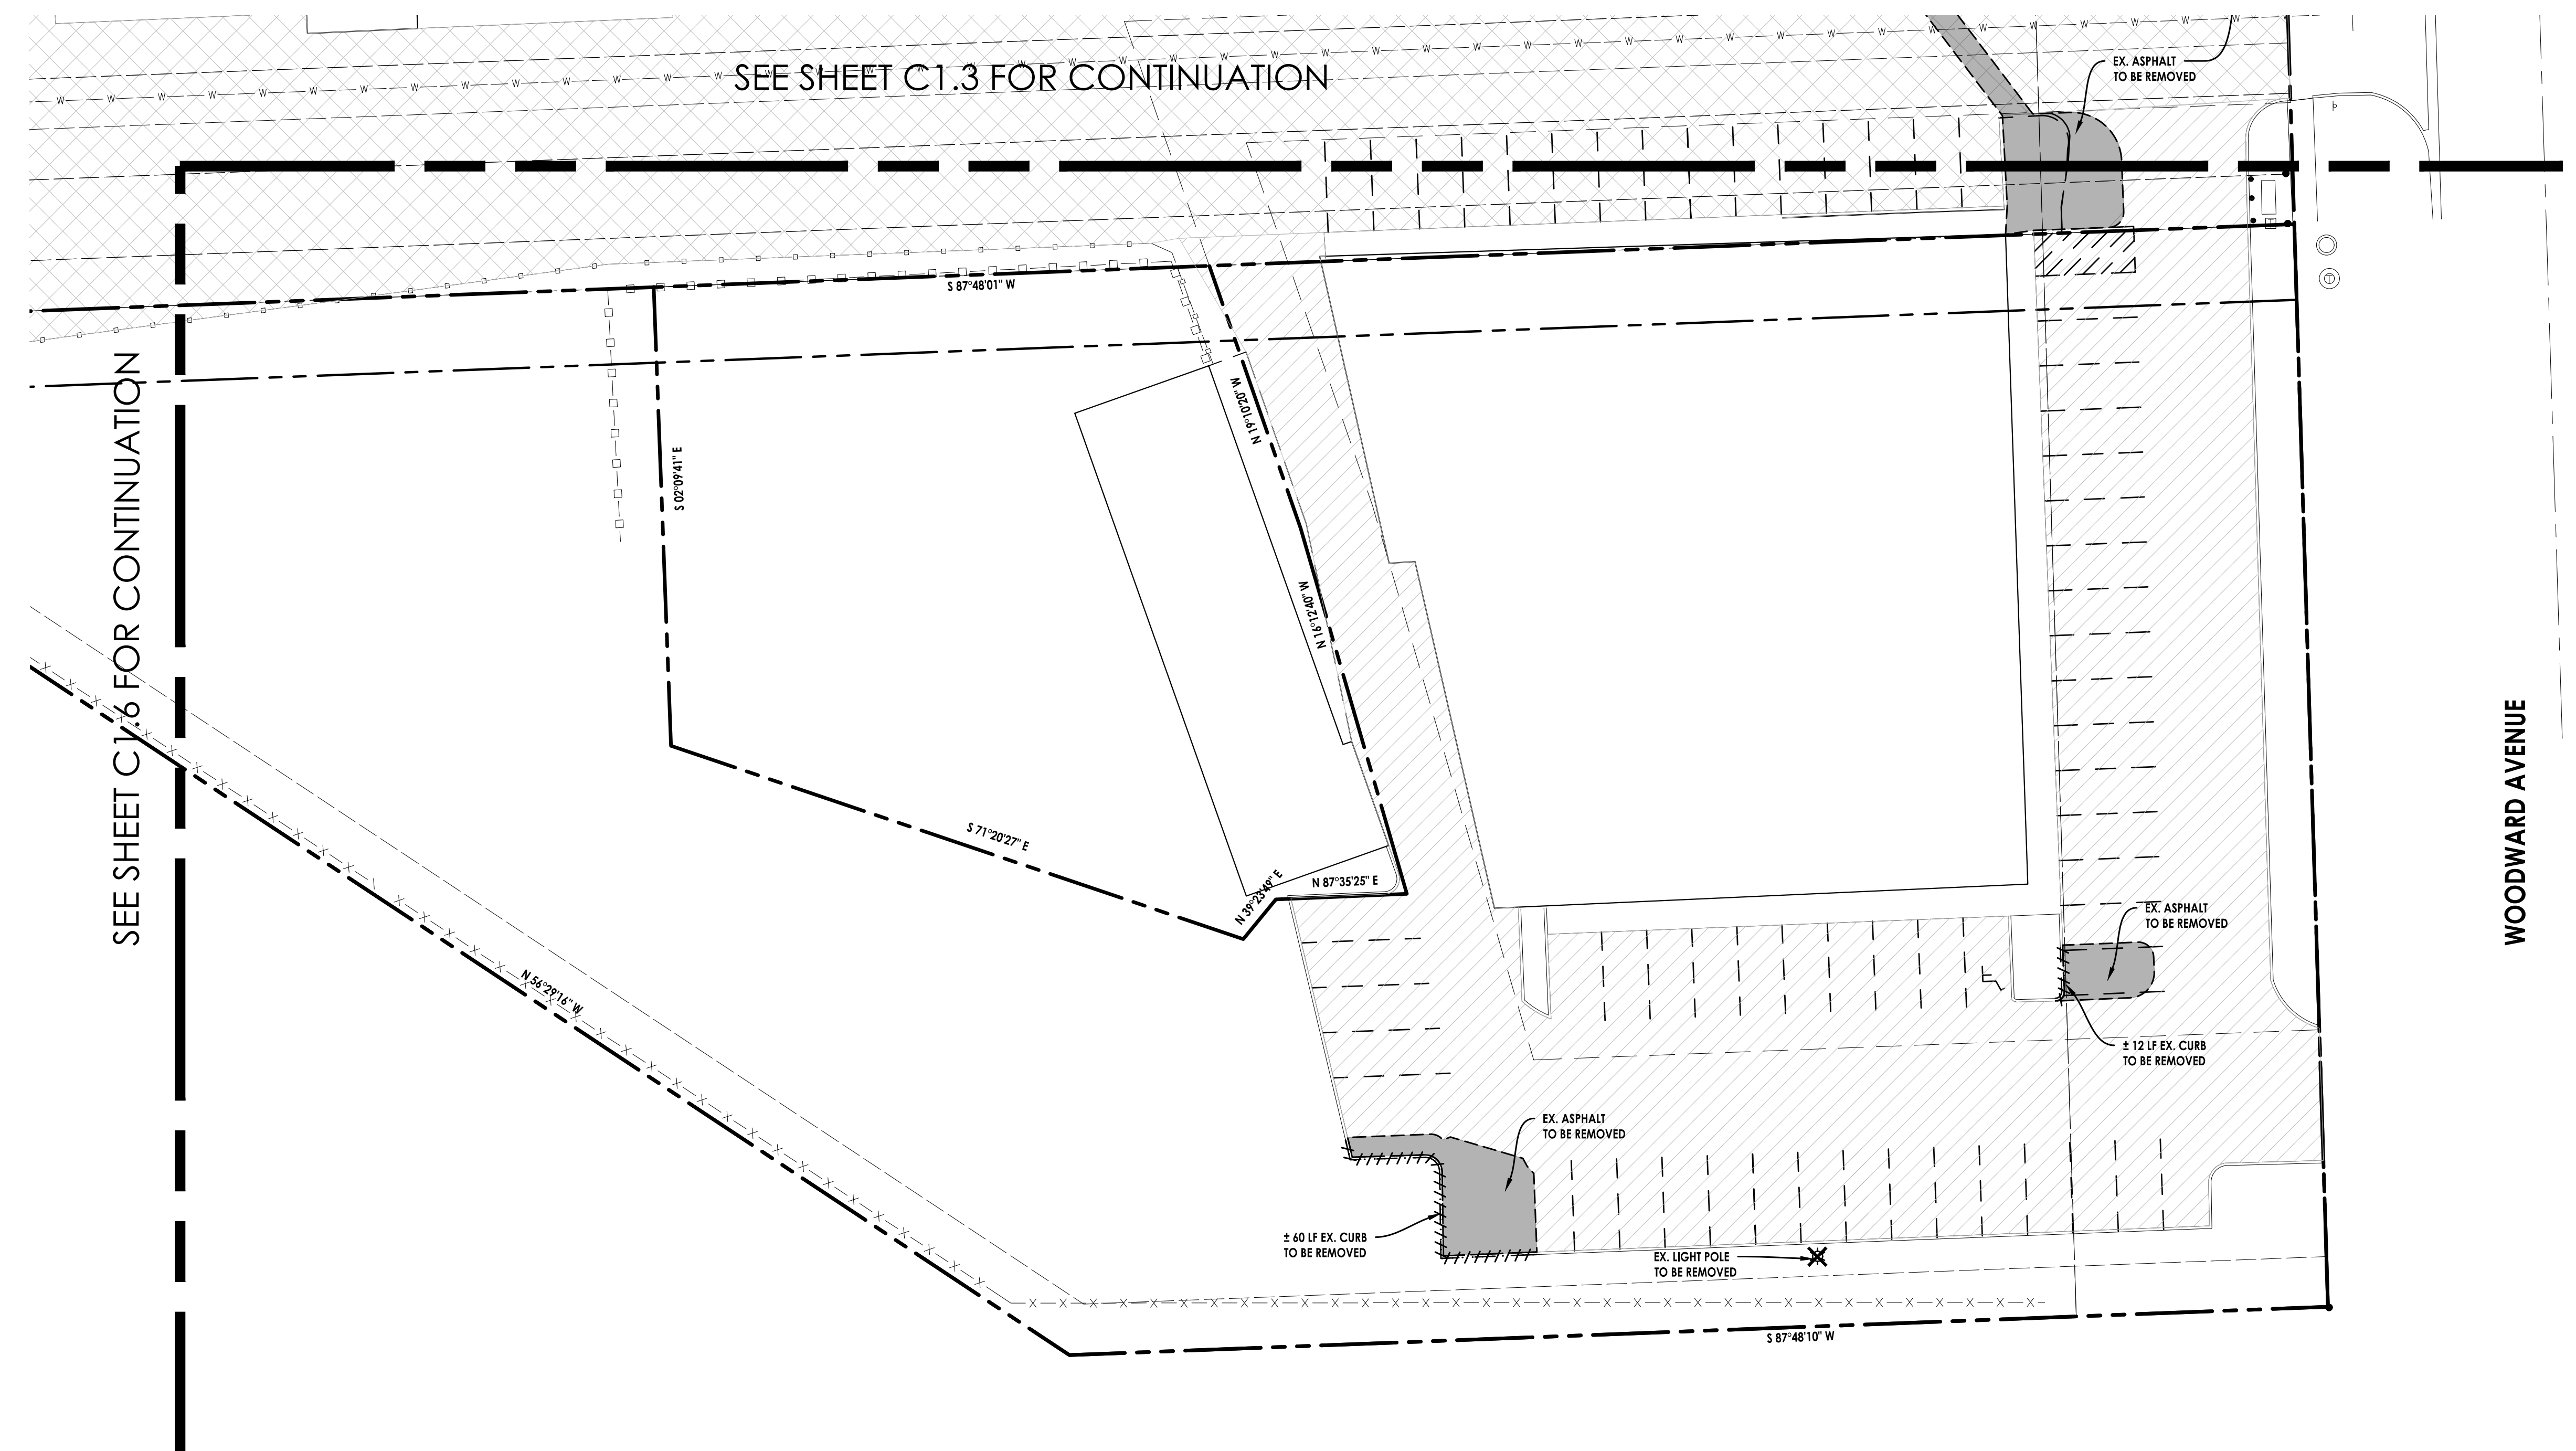 EX. ASPHALT
TO BE REMOVED
SEE SHEET C1.3 FOR CONTINUATION
S 87°48'01" W
SEE SHEET C1.6 FOR CONTINUATION
N 19°10'20" W
S 02°09'41" E
N 16°12'40" W
S 71°20'27" E
N 39°23'49" E
N 87°35'25" E
WOODWARD AVENUE
EX. ASPHALT
TO BE REMOVED
N 56°29'16" W
± 12 LF EX. CURB
TO BE REMOVED
EX. ASPHALT
TO BE REMOVED
± 60 LF EX. CURB
TO BE REMOVED
EX. LIGHT POLE
TO BE REMOVED
S 87°48'10" W